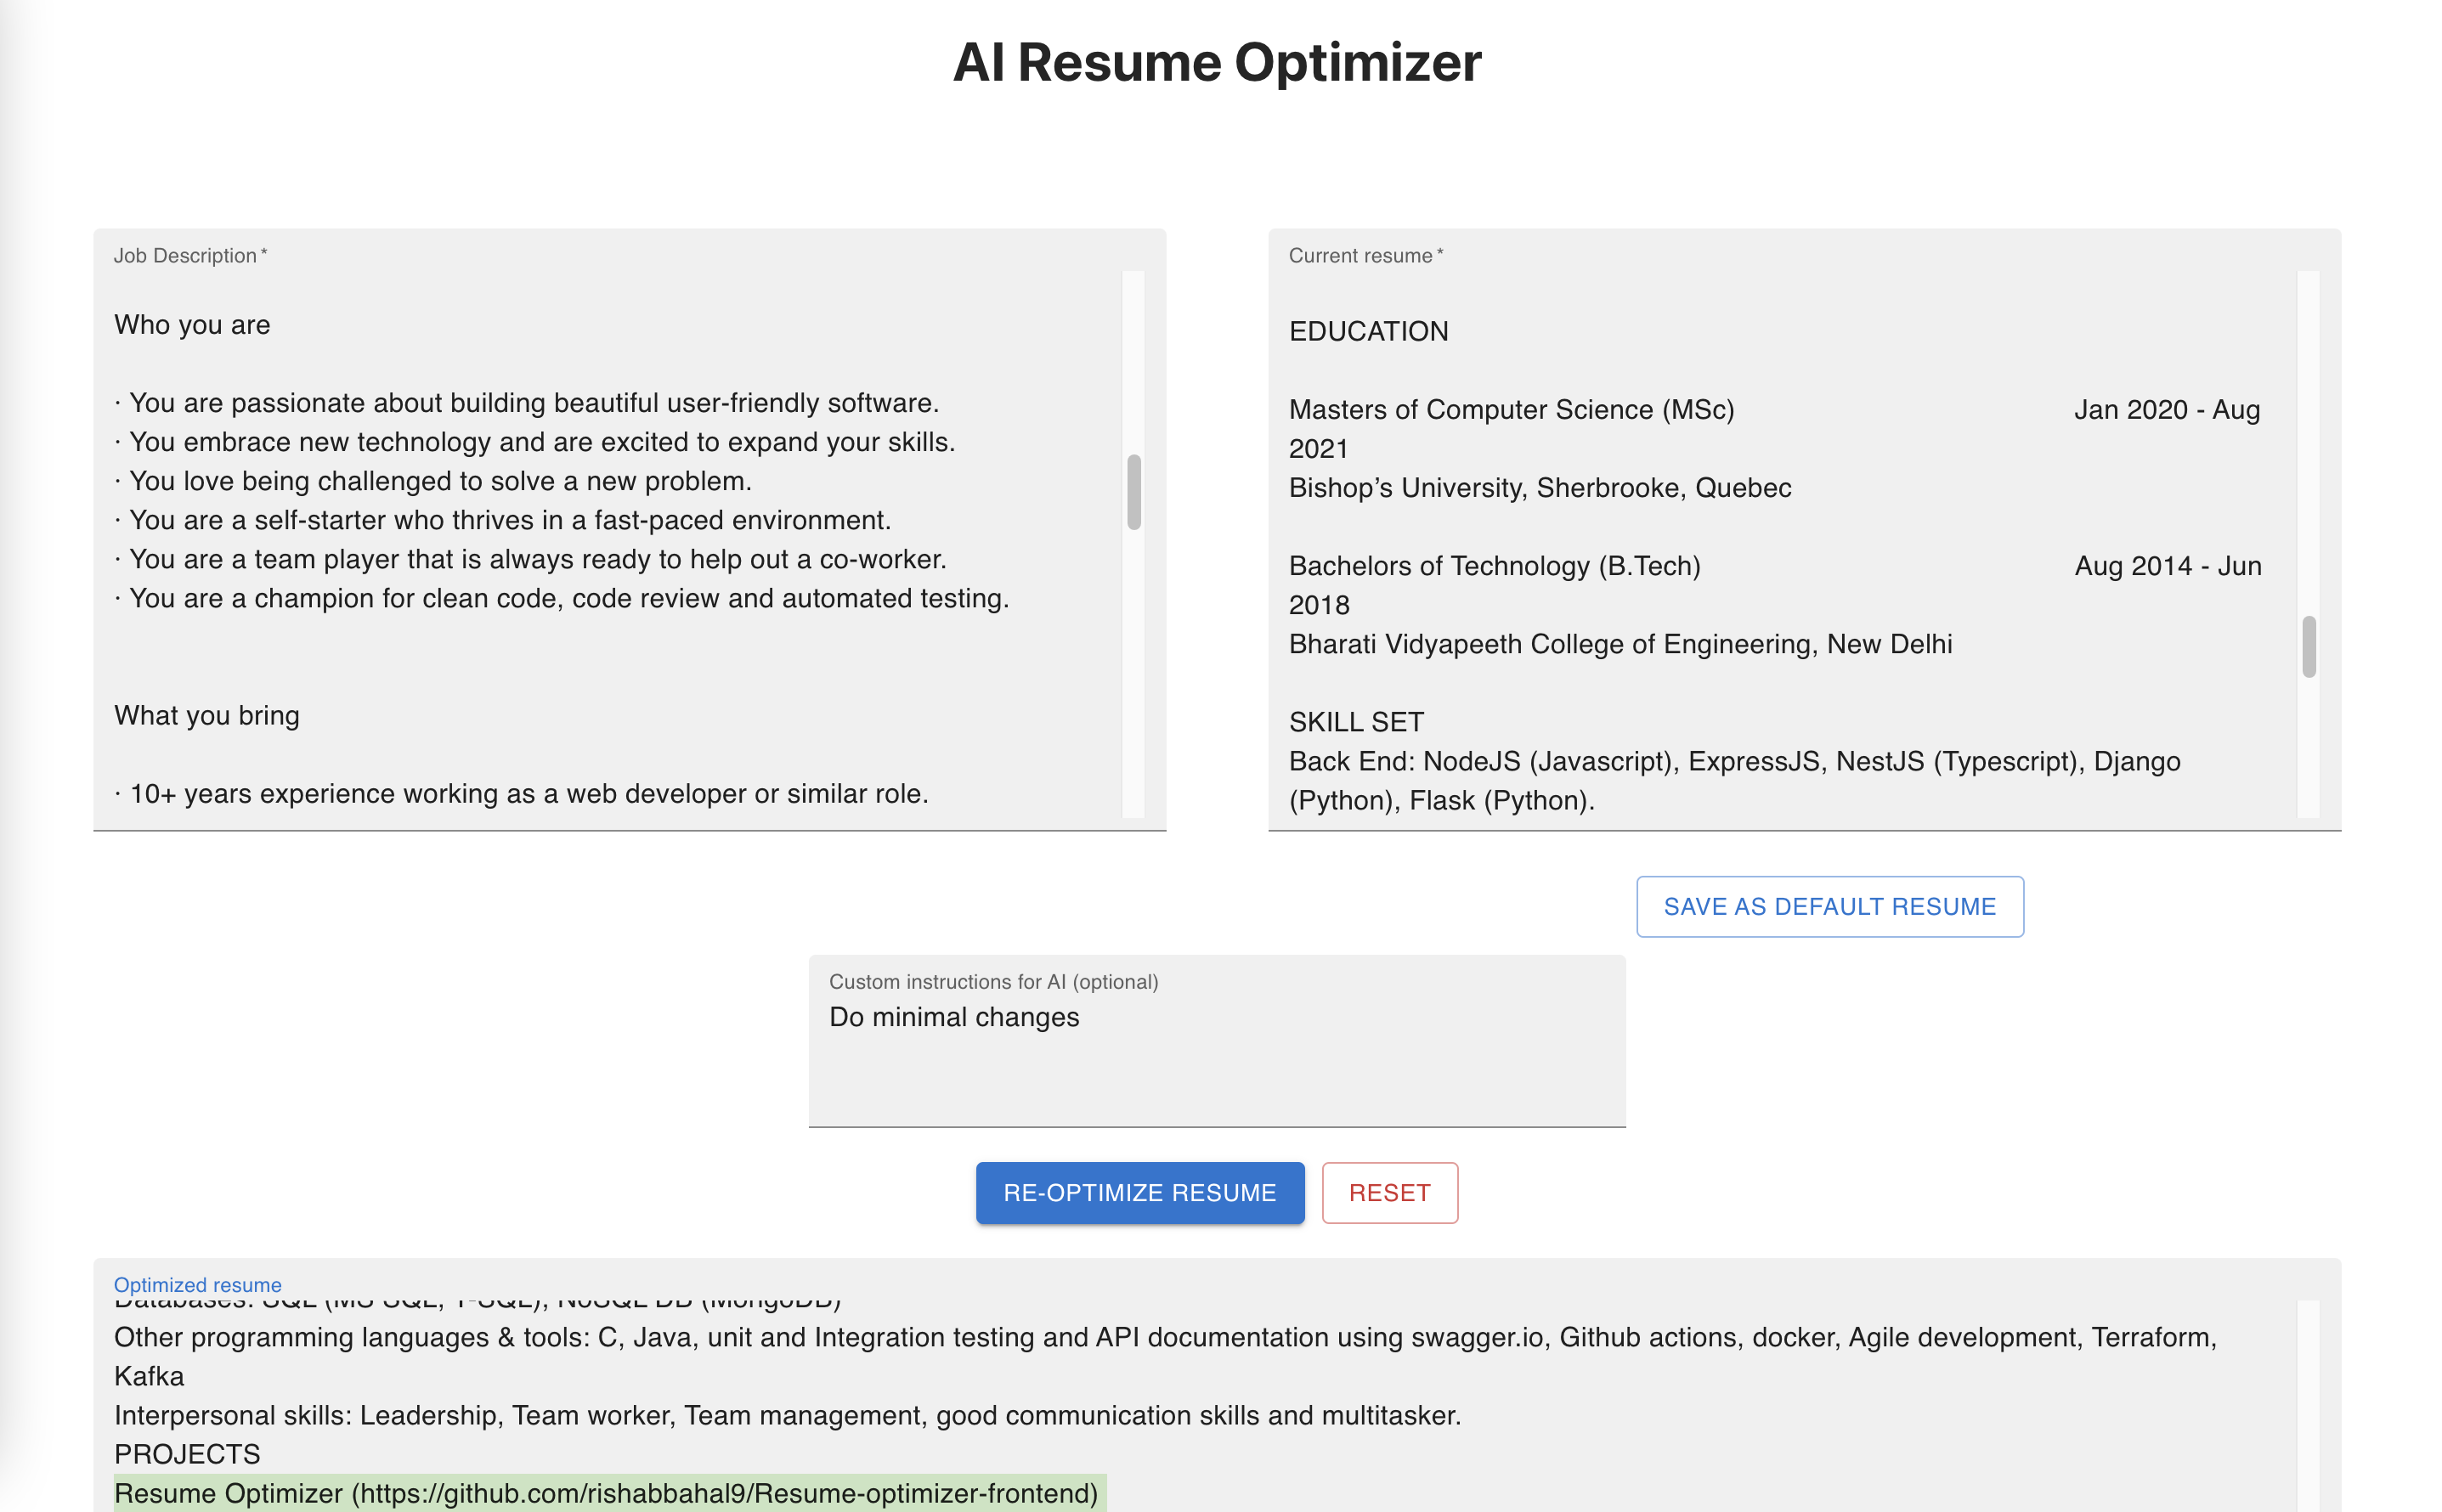 AI Resume Optimizer
Job Description *
Who you are
· You are passionate about building beautiful user-friendly software.
· You embrace new technology and are excited to expand your skills.
· You love being challenged to solve a new problem.
· You are a self-starter who thrives in a fast-paced environment.
· You are a team player that is always ready to help out a co-worker.
· You are a champion for clean code, code review and automated testing.
What you bring
· 10+ years experience working as a web developer or similar role.
Current resume *
EDUCATION
Masters of Computer Science (MSc) Jan 2020 - Aug
2021
Bishop’s University, Sherbrooke, Quebec
Bachelors of Technology (B.Tech) Aug 2014 - Jun
2018
Bharati Vidyapeeth College of Engineering, New Delhi
SKILL SET
Back End: NodeJS (Javascript), ExpressJS, NestJS (Typescript), Django
(Python), Flask (Python).
SAVE AS DEFAULT RESUME
Custom instructions for AI (optional)
Do minimal changes
RE-OPTIMIZE RESUME
RESET
Optimized resume
Databases: SQL (MS SQL, T-SQL), NoSQL DB (MongoDB)
Other programming languages & tools: C, Java, unit and Integration testing and API documentation using swagger.io, Github actions, docker, Agile development, Terraform,
Kafka
Interpersonal skills: Leadership, Team worker, Team management, good communication skills and multitasker.
PROJECTS
Resume Optimizer (https://github.com/rishabbahal9/Resume-optimizer-frontend)